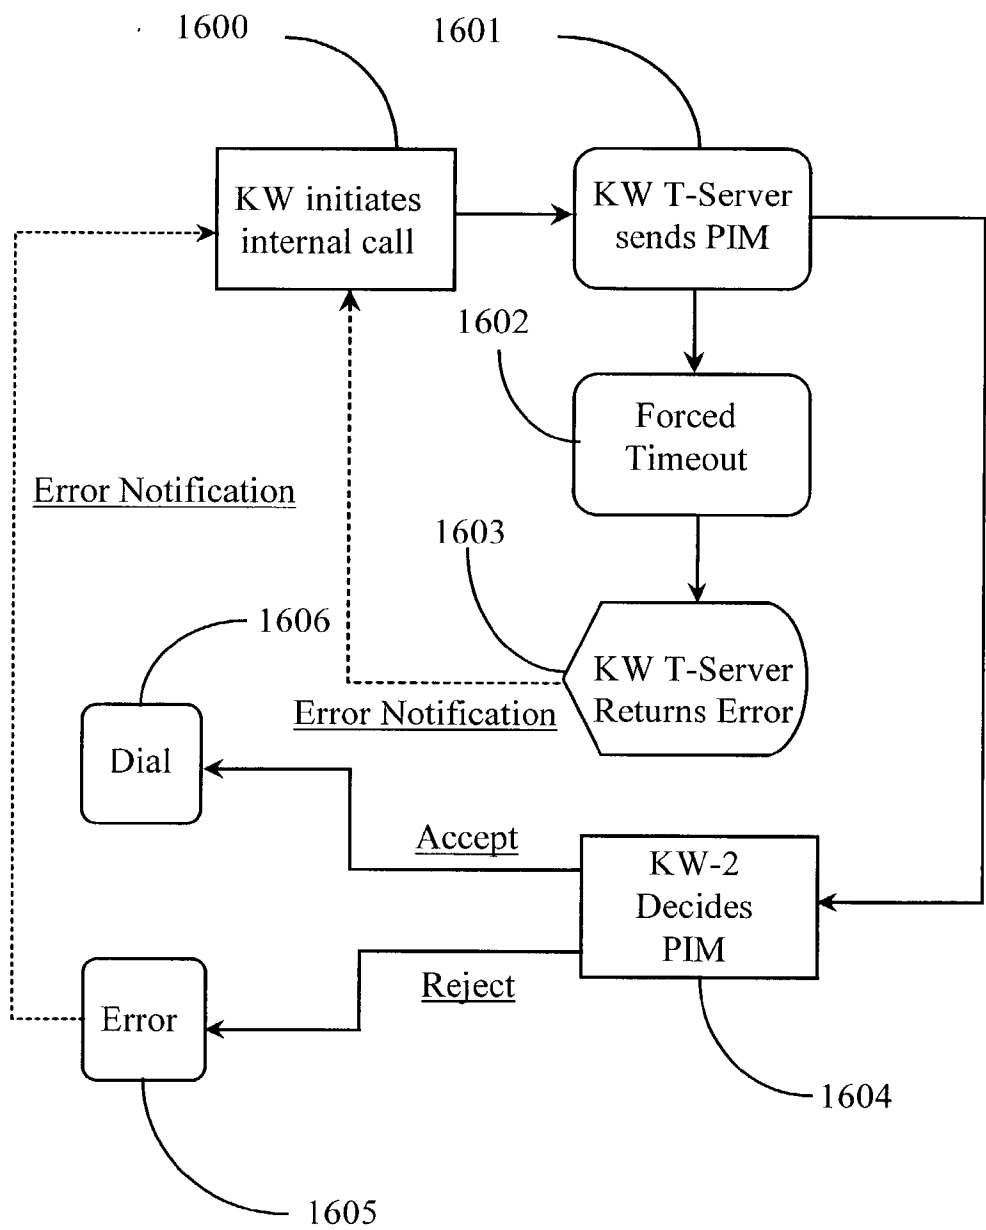 1600
1601
KW initiates
internal call
KW T-Server
sends PIM
1602
Forced
Timeout
Error Notification
1603
1606
KW T-Server
Returns Error
Error Notification
Dial
Accept
KW-2
Decides
PIM
Reject
Error
1604
1605